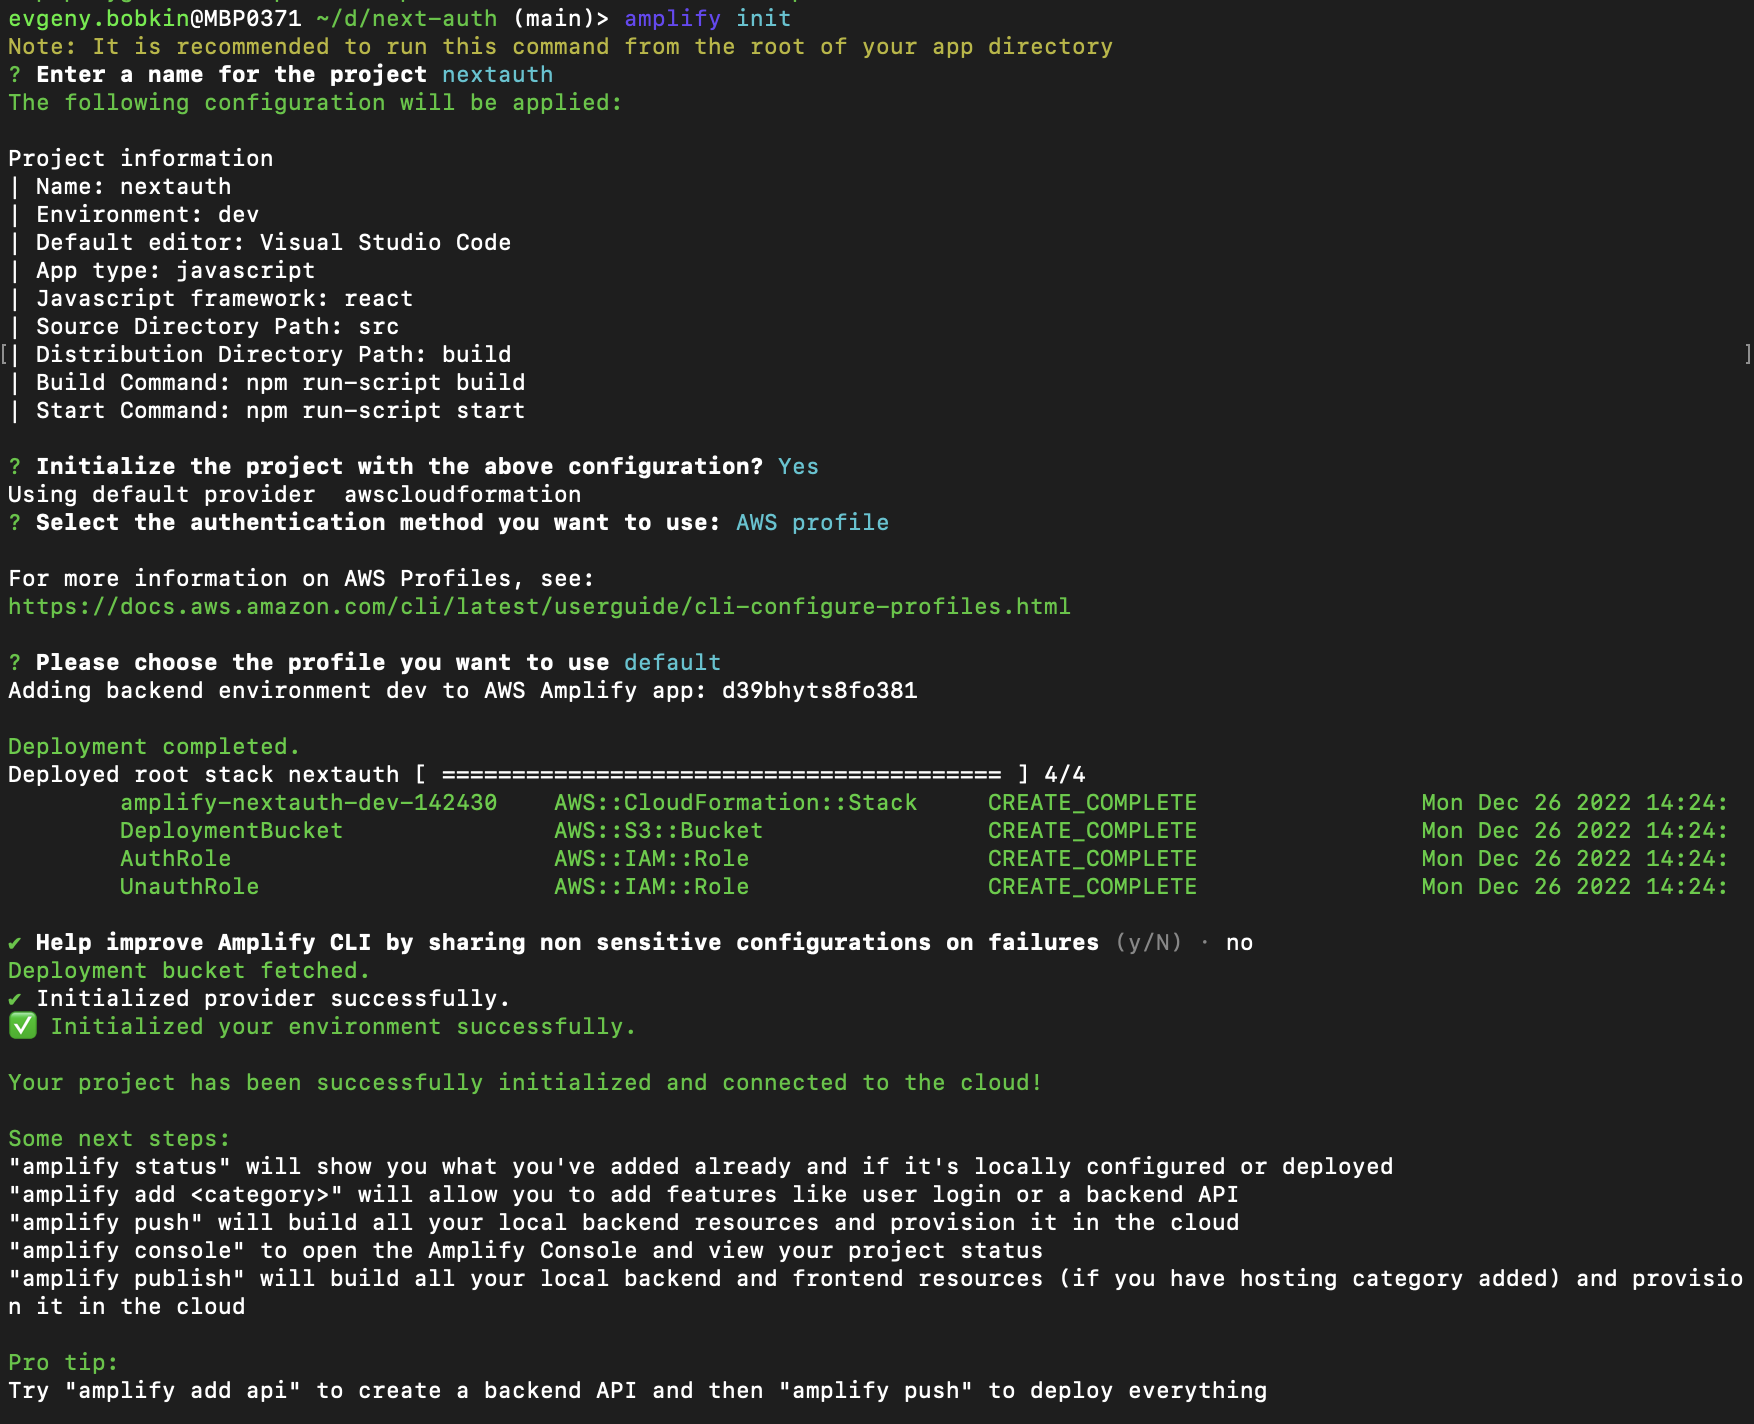 evgeny.bobkin@MBP0371 ~/d/next-auth (main)> amplify init
Note: It is recommended to run this command from the root of your app directory
? Enter a name for the project nextauth
The following configuration will be applied:

Project information
| Name: nextauth
| Environment: dev
| Default editor: Visual Studio Code
| App type: javascript
| Javascript framework: react
| Source Directory Path: src
[| Distribution Directory Path: build ]
| Build Command: npm run-script build
| Start Command: npm run-script start

? Initialize the project with the above configuration? Yes
Using default provider  awscloudformation
? Select the authentication method you want to use: AWS profile

For more information on AWS Profiles, see:
https://docs.aws.amazon.com/cli/latest/userguide/cli-configure-profiles.html

? Please choose the profile you want to use default
Adding backend environment dev to AWS Amplify app: d39bhyts8fo381

Deployment completed.
Deployed root stack nextauth [ ======================================== ] 4/4
        amplify-nextauth-dev-142430    AWS::CloudFormation::Stack     CREATE_COMPLETE                Mon Dec 26 2022 14:24:
        DeploymentBucket               AWS::S3::Bucket                CREATE_COMPLETE                Mon Dec 26 2022 14:24:
        AuthRole                       AWS::IAM::Role                 CREATE_COMPLETE                Mon Dec 26 2022 14:24:
        UnauthRole                     AWS::IAM::Role                 CREATE_COMPLETE                Mon Dec 26 2022 14:24:

✔ Help improve Amplify CLI by sharing non sensitive configurations on failures (y/N) · no
Deployment bucket fetched.
✔ Initialized provider successfully.
✅ Initialized your environment successfully.

Your project has been successfully initialized and connected to the cloud!

Some next steps:
"amplify status" will show you what you've added already and if it's locally configured or deployed
"amplify add <category>" will allow you to add features like user login or a backend API
"amplify push" will build all your local backend resources and provision it in the cloud
"amplify console" to open the Amplify Console and view your project status
"amplify publish" will build all your local backend and frontend resources (if you have hosting category added) and provisio
n it in the cloud

Pro tip:
Try "amplify add api" to create a backend API and then "amplify push" to deploy everything